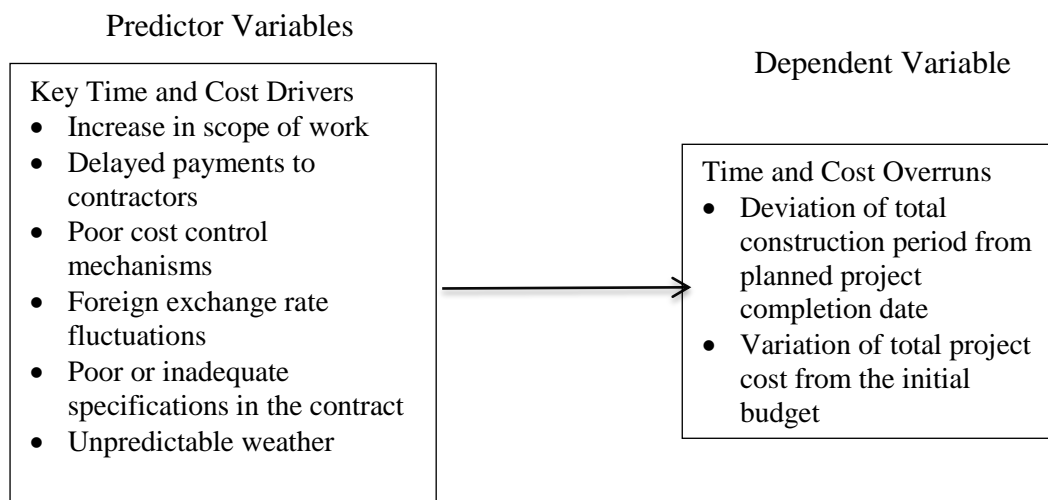 Predictor Variables
Key Time and Cost Drivers
• Increase in scope of work
• Delayed payments to
contractors
• Poor cost control
mechanisms
• Foreign exchange rate
fluctuations
• Poor or inadequate
specifications in the contract
• Unpredictable weather
Dependent Variable
Time and Cost Overruns
• Deviation of total
construction period from
planned project
completion date
• Variation of total project
cost from the initial
budget